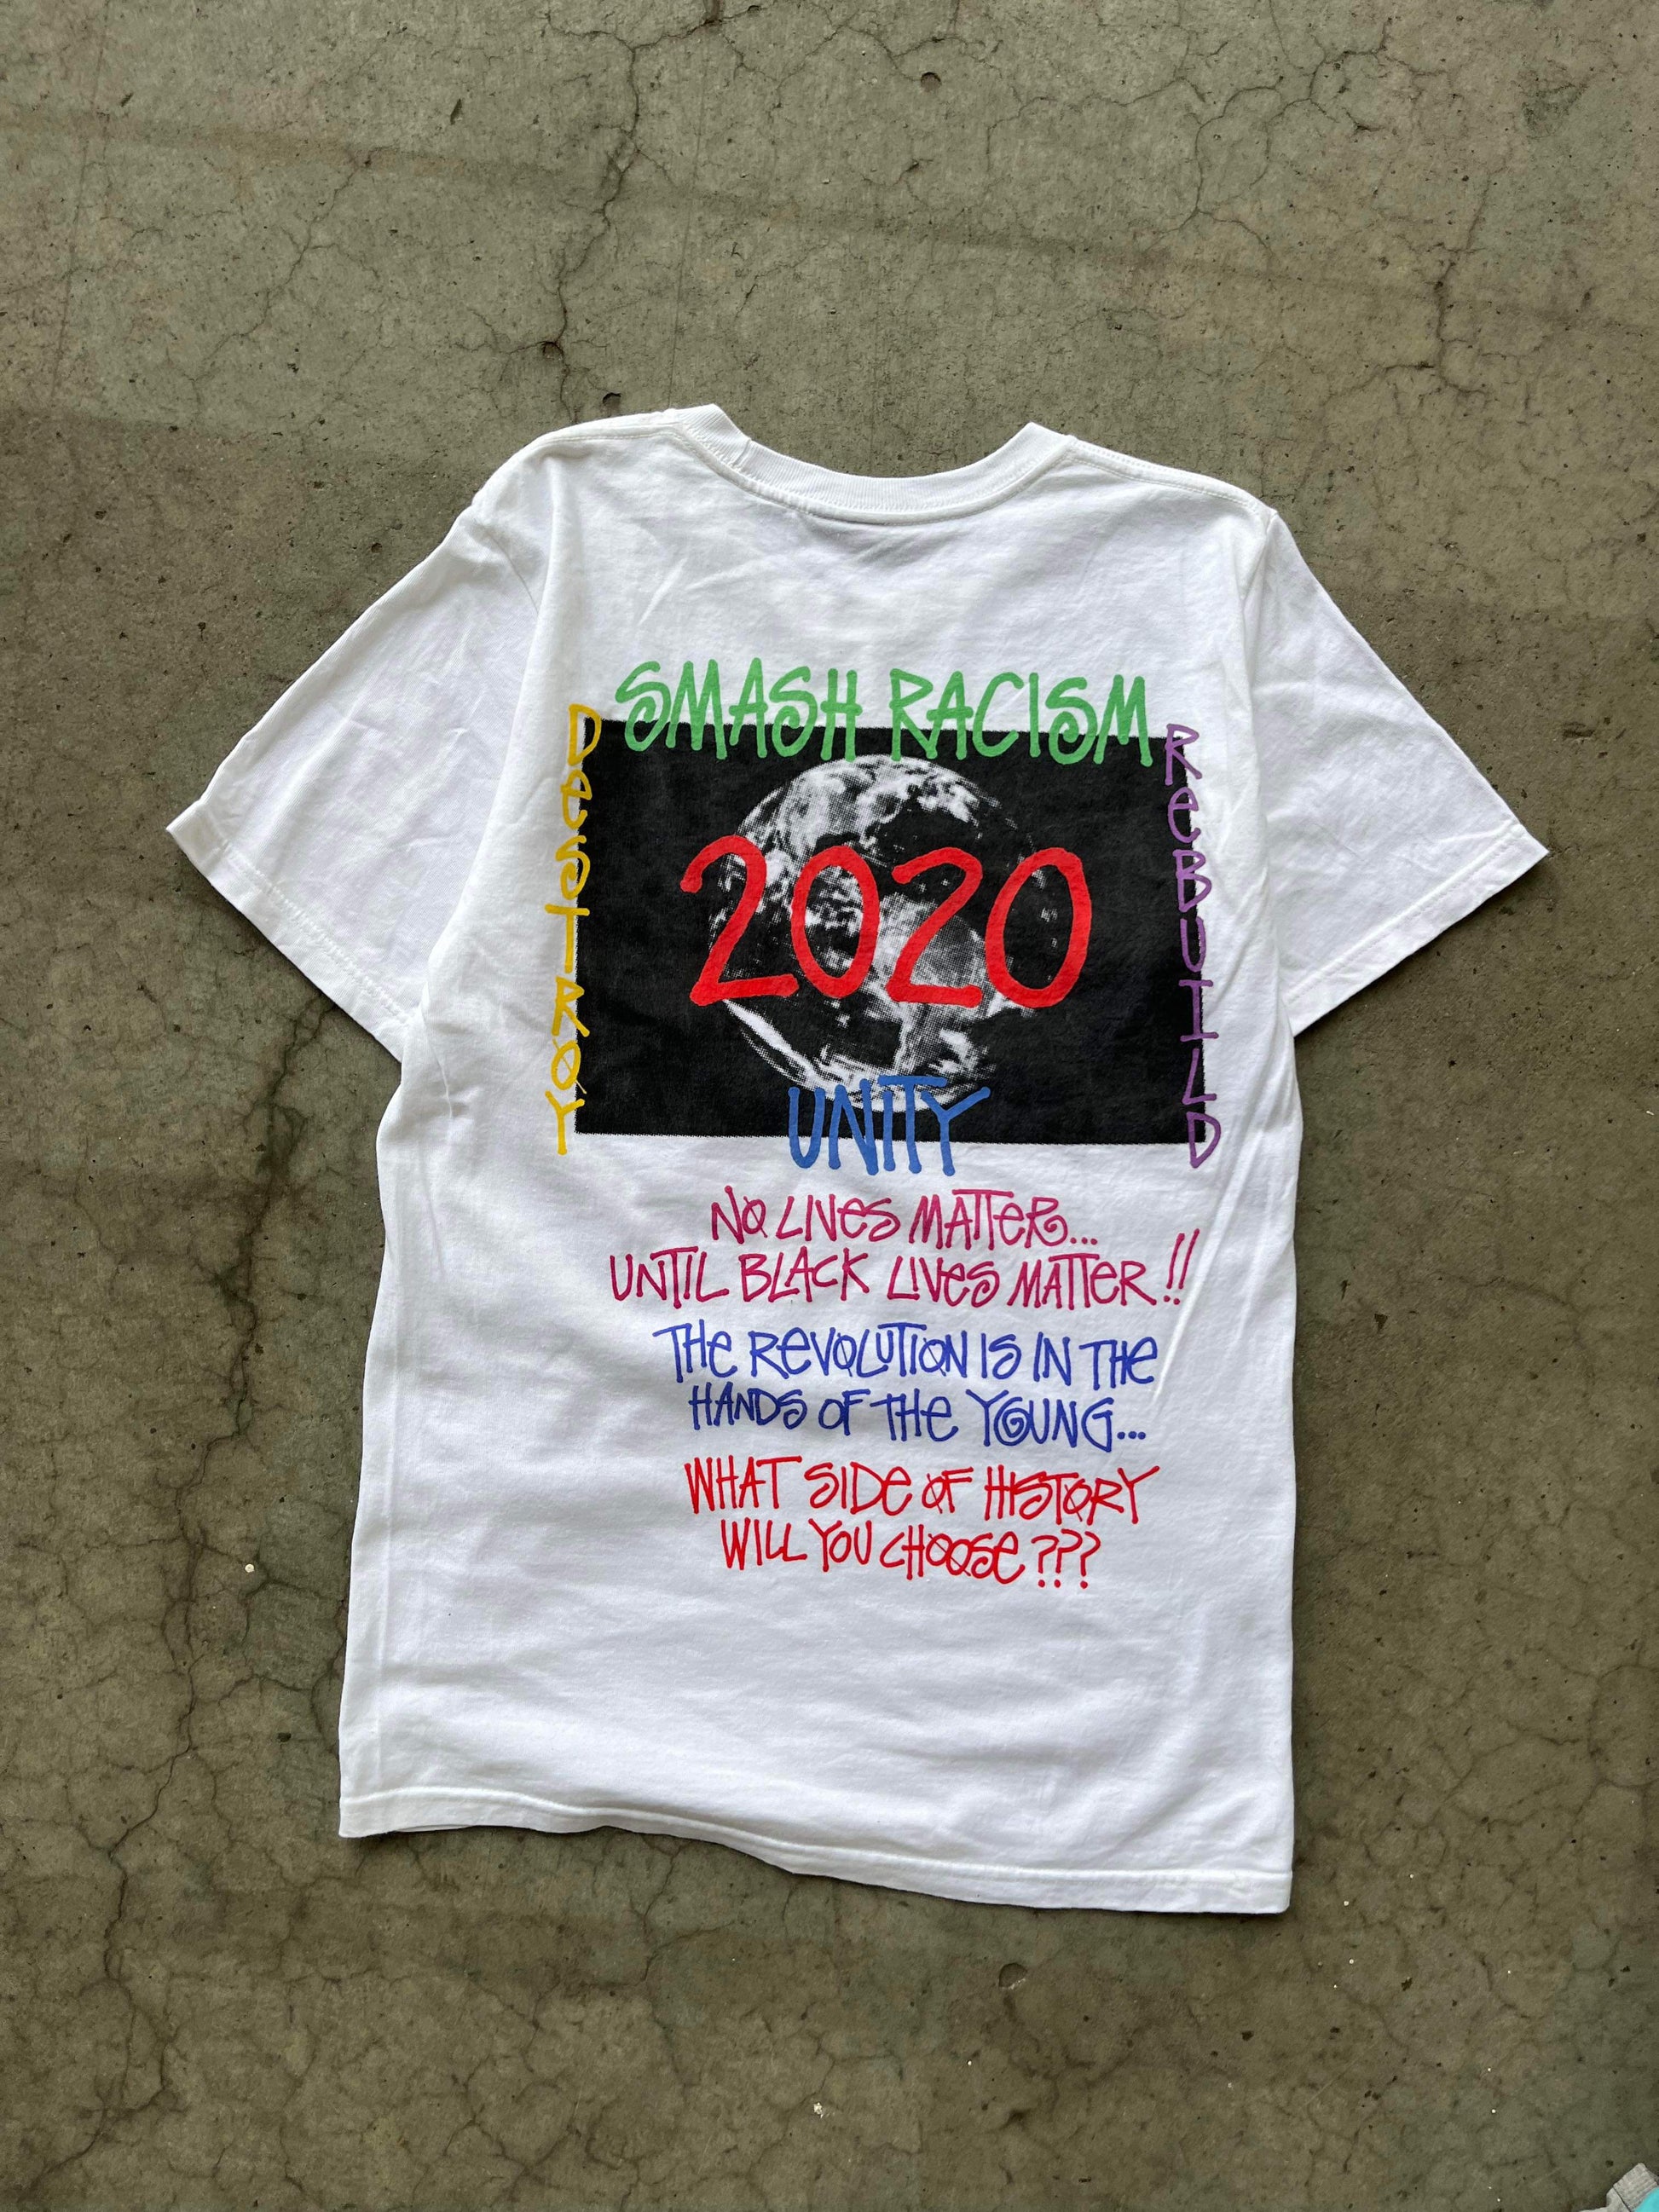 SMASH RACISM
DESTROY
REBUILD
2020
UNITY
NO LIVES MATTER...
UNTIL BLACK LIVES MATTER!!
THE REVOLUTION IS IN THE
HANDS OF THE YOUNG...
WHAT SIDE OF HISTORY
WILL YOU CHOOSE???